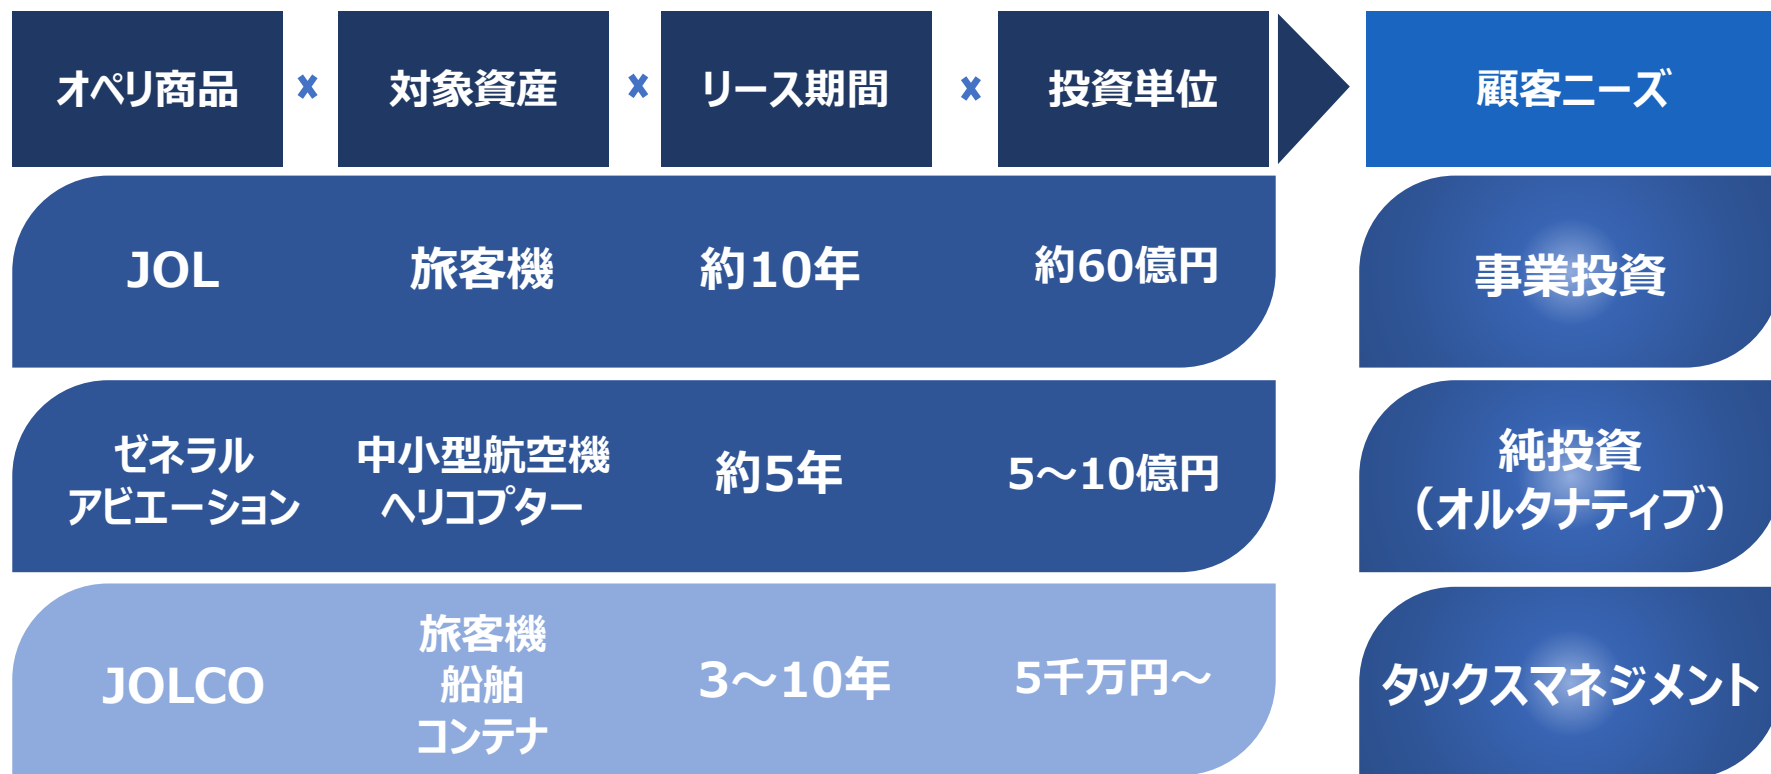 オペリ商品 × 対象資産 × リース期間 × 投資単位 顧客ニーズ
JOL 旅客機 約10年 約60億円 事業投資
ゼネラル
アビエーション
中小型航空機
ヘリコプター
約5年
5～10億円
純投資
（オルタナティブ）
JOLCO
旅客機
船舶
コンテナ
3～10年
5千万円～
タックスマネジメント